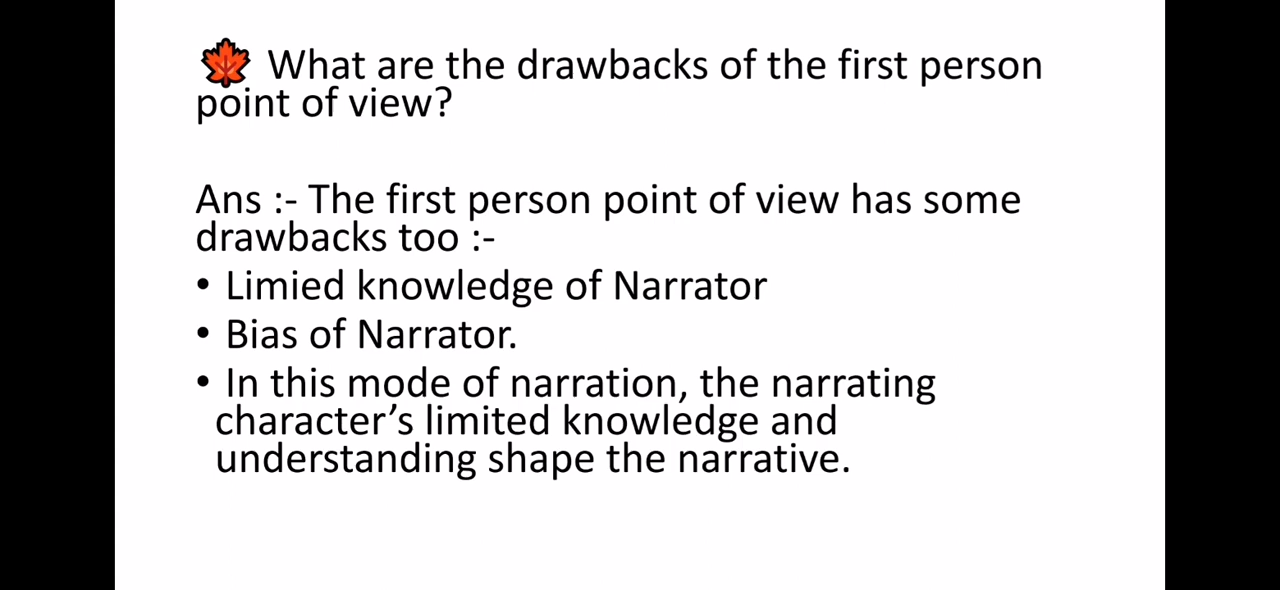 🍁 What are the drawbacks of the first person
point of view?
Ans :- The first person point of view has some
drawbacks too :-
• Limied knowledge of Narrator
• Bias of Narrator.
• In this mode of narration, the narrating
character’s limited knowledge and
understanding shape the narrative.